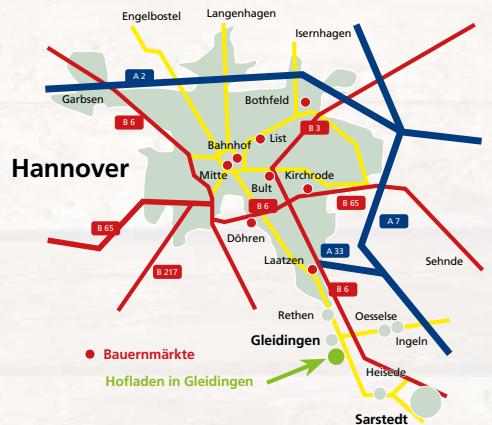 Engelbostel
Langenhagen
Isernhagen
A 2
Garbsen
Bothfeld
B 6
B 3
List
Bahnhof
Hannover
Mitte
Kirchrode
Bult
B 6
B 65
A 7
B 65
Döhren
A 33
Sehnde
Laatzen
B 217
B 6
Rethen
Oesselse
Gleidingen
Ingeln
Bauernmärkte
Heisede
Hofladen in Gleidingen
Sarstedt